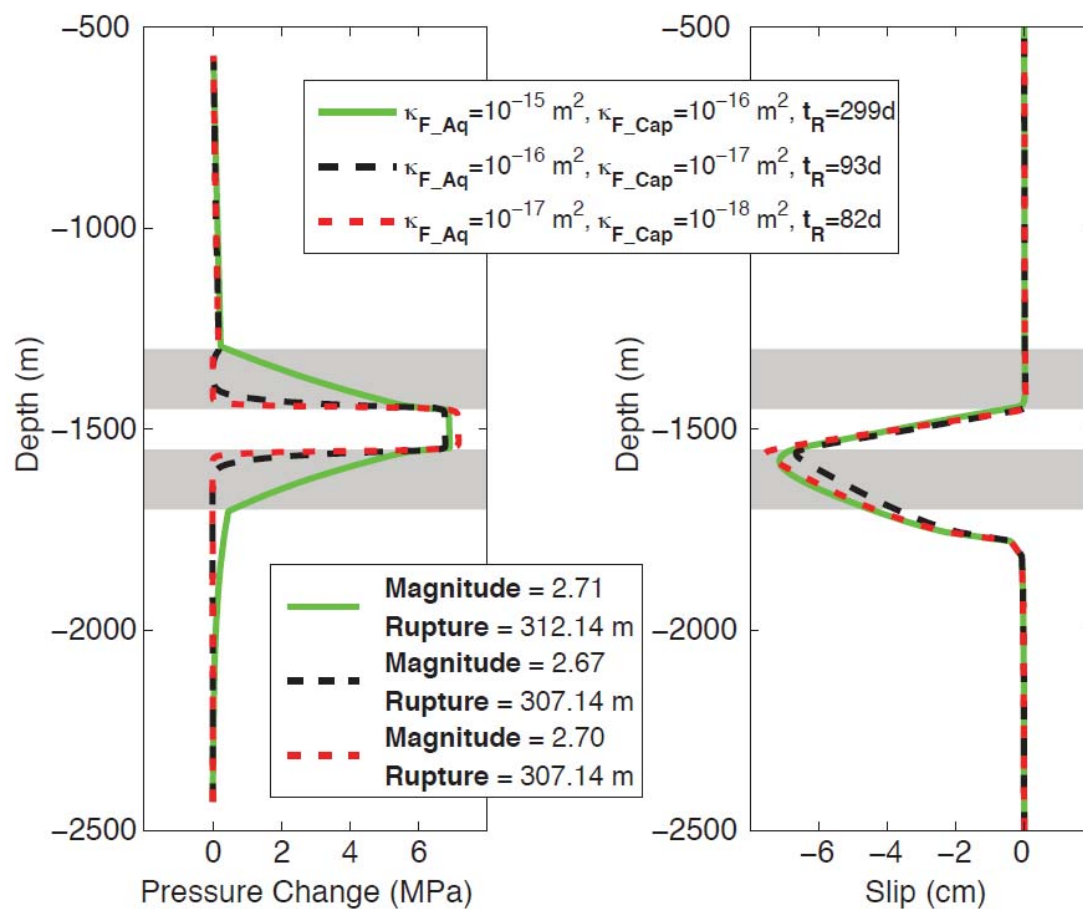 −500
−1000
−1500
−2000
−2500
Depth (m)
0 2 4 6
Pressure Change (MPa)
κF_Aq=10−15 m2, κF_Cap=10−16 m2, tR=299d
κF_Aq=10−16 m2, κF_Cap=10−17 m2, tR=93d
κF_Aq=10−17 m2, κF_Cap=10−18 m2, tR=82d
Magnitude = 2.71
Rupture = 312.14 m
Magnitude = 2.67
Rupture = 307.14 m
Magnitude = 2.70
Rupture = 307.14 m
−500
−1000
−1500
−2000
−2500
Depth (m)
−6 −4 −2 0
Slip (cm)